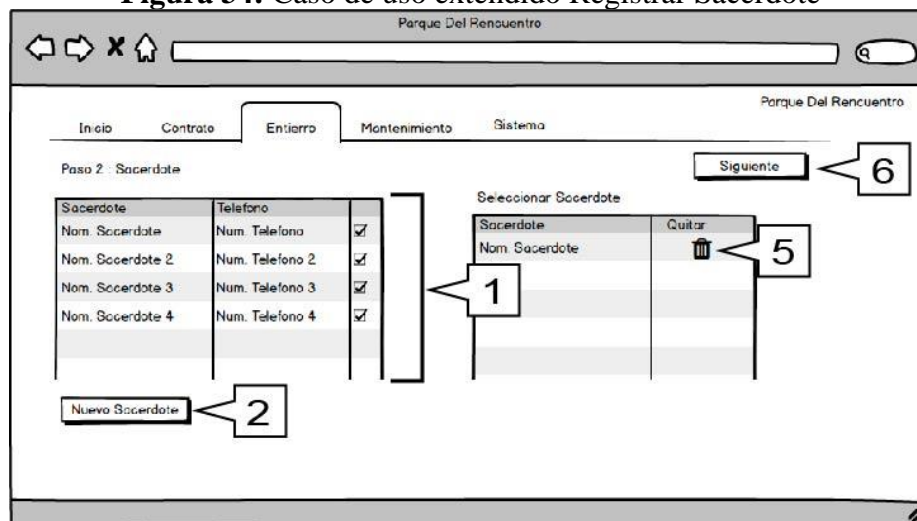 Figura 34. Caso de uso extendido Registrar Sacerdote
Parque Del Rencuentro
Parque Del Rencuentro
Inicio Contrato Entierro Mantenimiento Sistema
Paso 2 : Sacerdote
Siguiente
6
Seleccionar Sacerdote
Sacerdote Telefono
Nom. Sacerdote Num. Telefono
Nom. Sacerdote 2 Num. Telefono 2
Nom. Sacerdote 3 Num. Telefono 3
Nom. Sacerdote 4 Num. Telefono 4
1
Sacerdote Quitar
Nom. Sacerdote
5
Nuevo Sacerdote
2